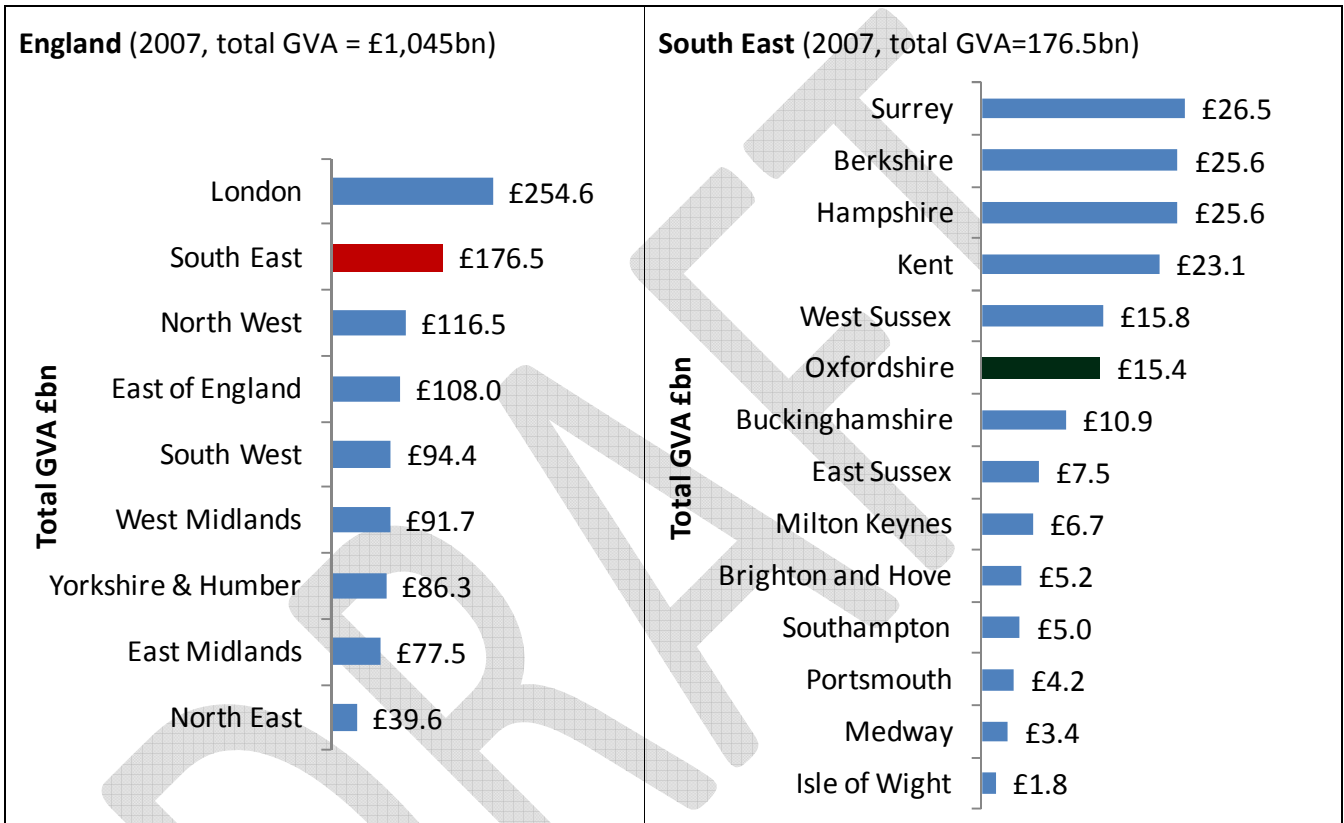 England (2007, total GVA = £1,045bn)
Total GVA £bn
London £254.6
South East £176.5
North West £116.5
East of England £108.0
South West £94.4
West Midlands £91.7
Yorkshire & Humber £86.3
East Midlands £77.5
North East £39.6
South East (2007, total GVA=176.5bn)
Total GVA £bn
Surrey £26.5
Berkshire £25.6
Hampshire £25.6
Kent £23.1
West Sussex £15.8
Oxfordshire £15.4
Buckinghamshire £10.9
East Sussex £7.5
Milton Keynes £6.7
Brighton and Hove £5.2
Southampton £5.0
Portsmouth £4.2
Medway £3.4
Isle of Wight £1.8
DRAFT